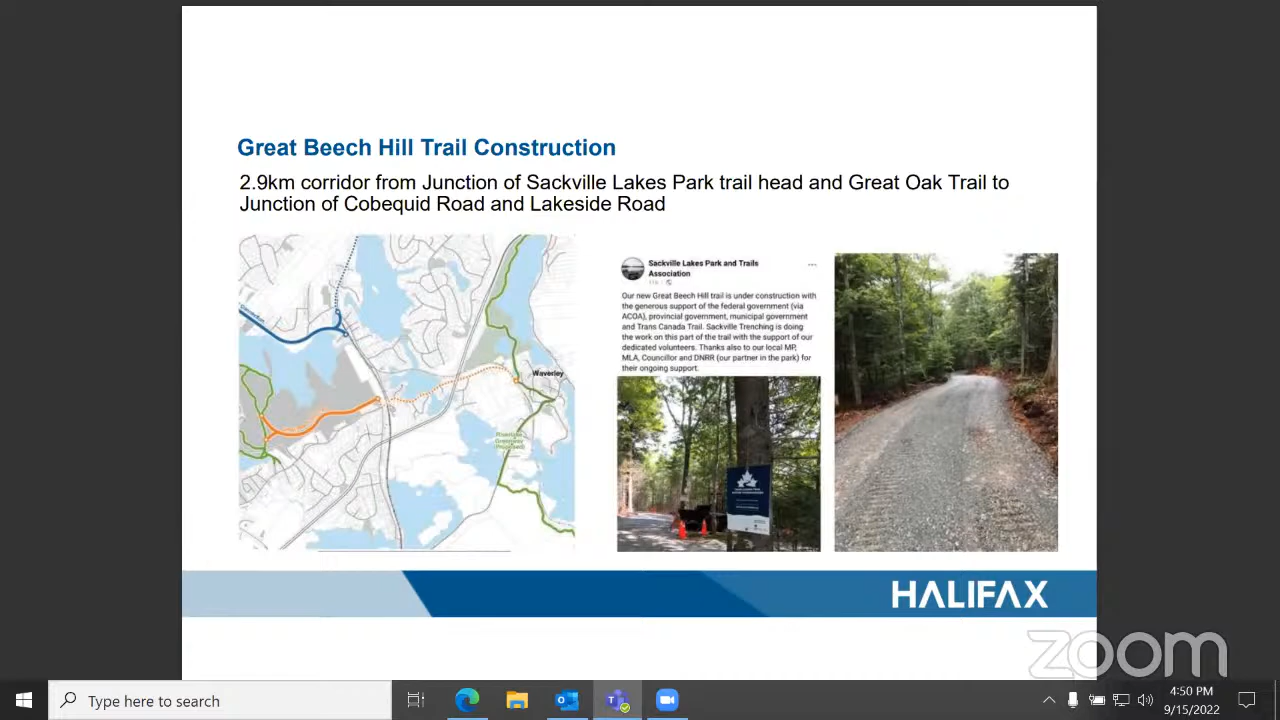 Great Beech Hill Trail Construction
2.9km corridor from Junction of Sackville Lakes Park trail head and Great Oak Trail to
Junction of Cobequid Road and Lakeside Road
Waverley
Sackville Lakes Park and Trails
Association
Our new Great Beech Hill trail is under construction with
the generous support of the federal government (via
ACOA), provincial government, municipal government
and Trans Canada Trail. Sackville Trenching is doing
the work on this part of the trail with the support of our
dedicated volunteers. Thanks also to our local MP,
MLA, Councillor and DNRR (our partner in the park) for
their ongoing support.
HALIFAX
zoom
Type here to search
4:50 PM
9/15/2022